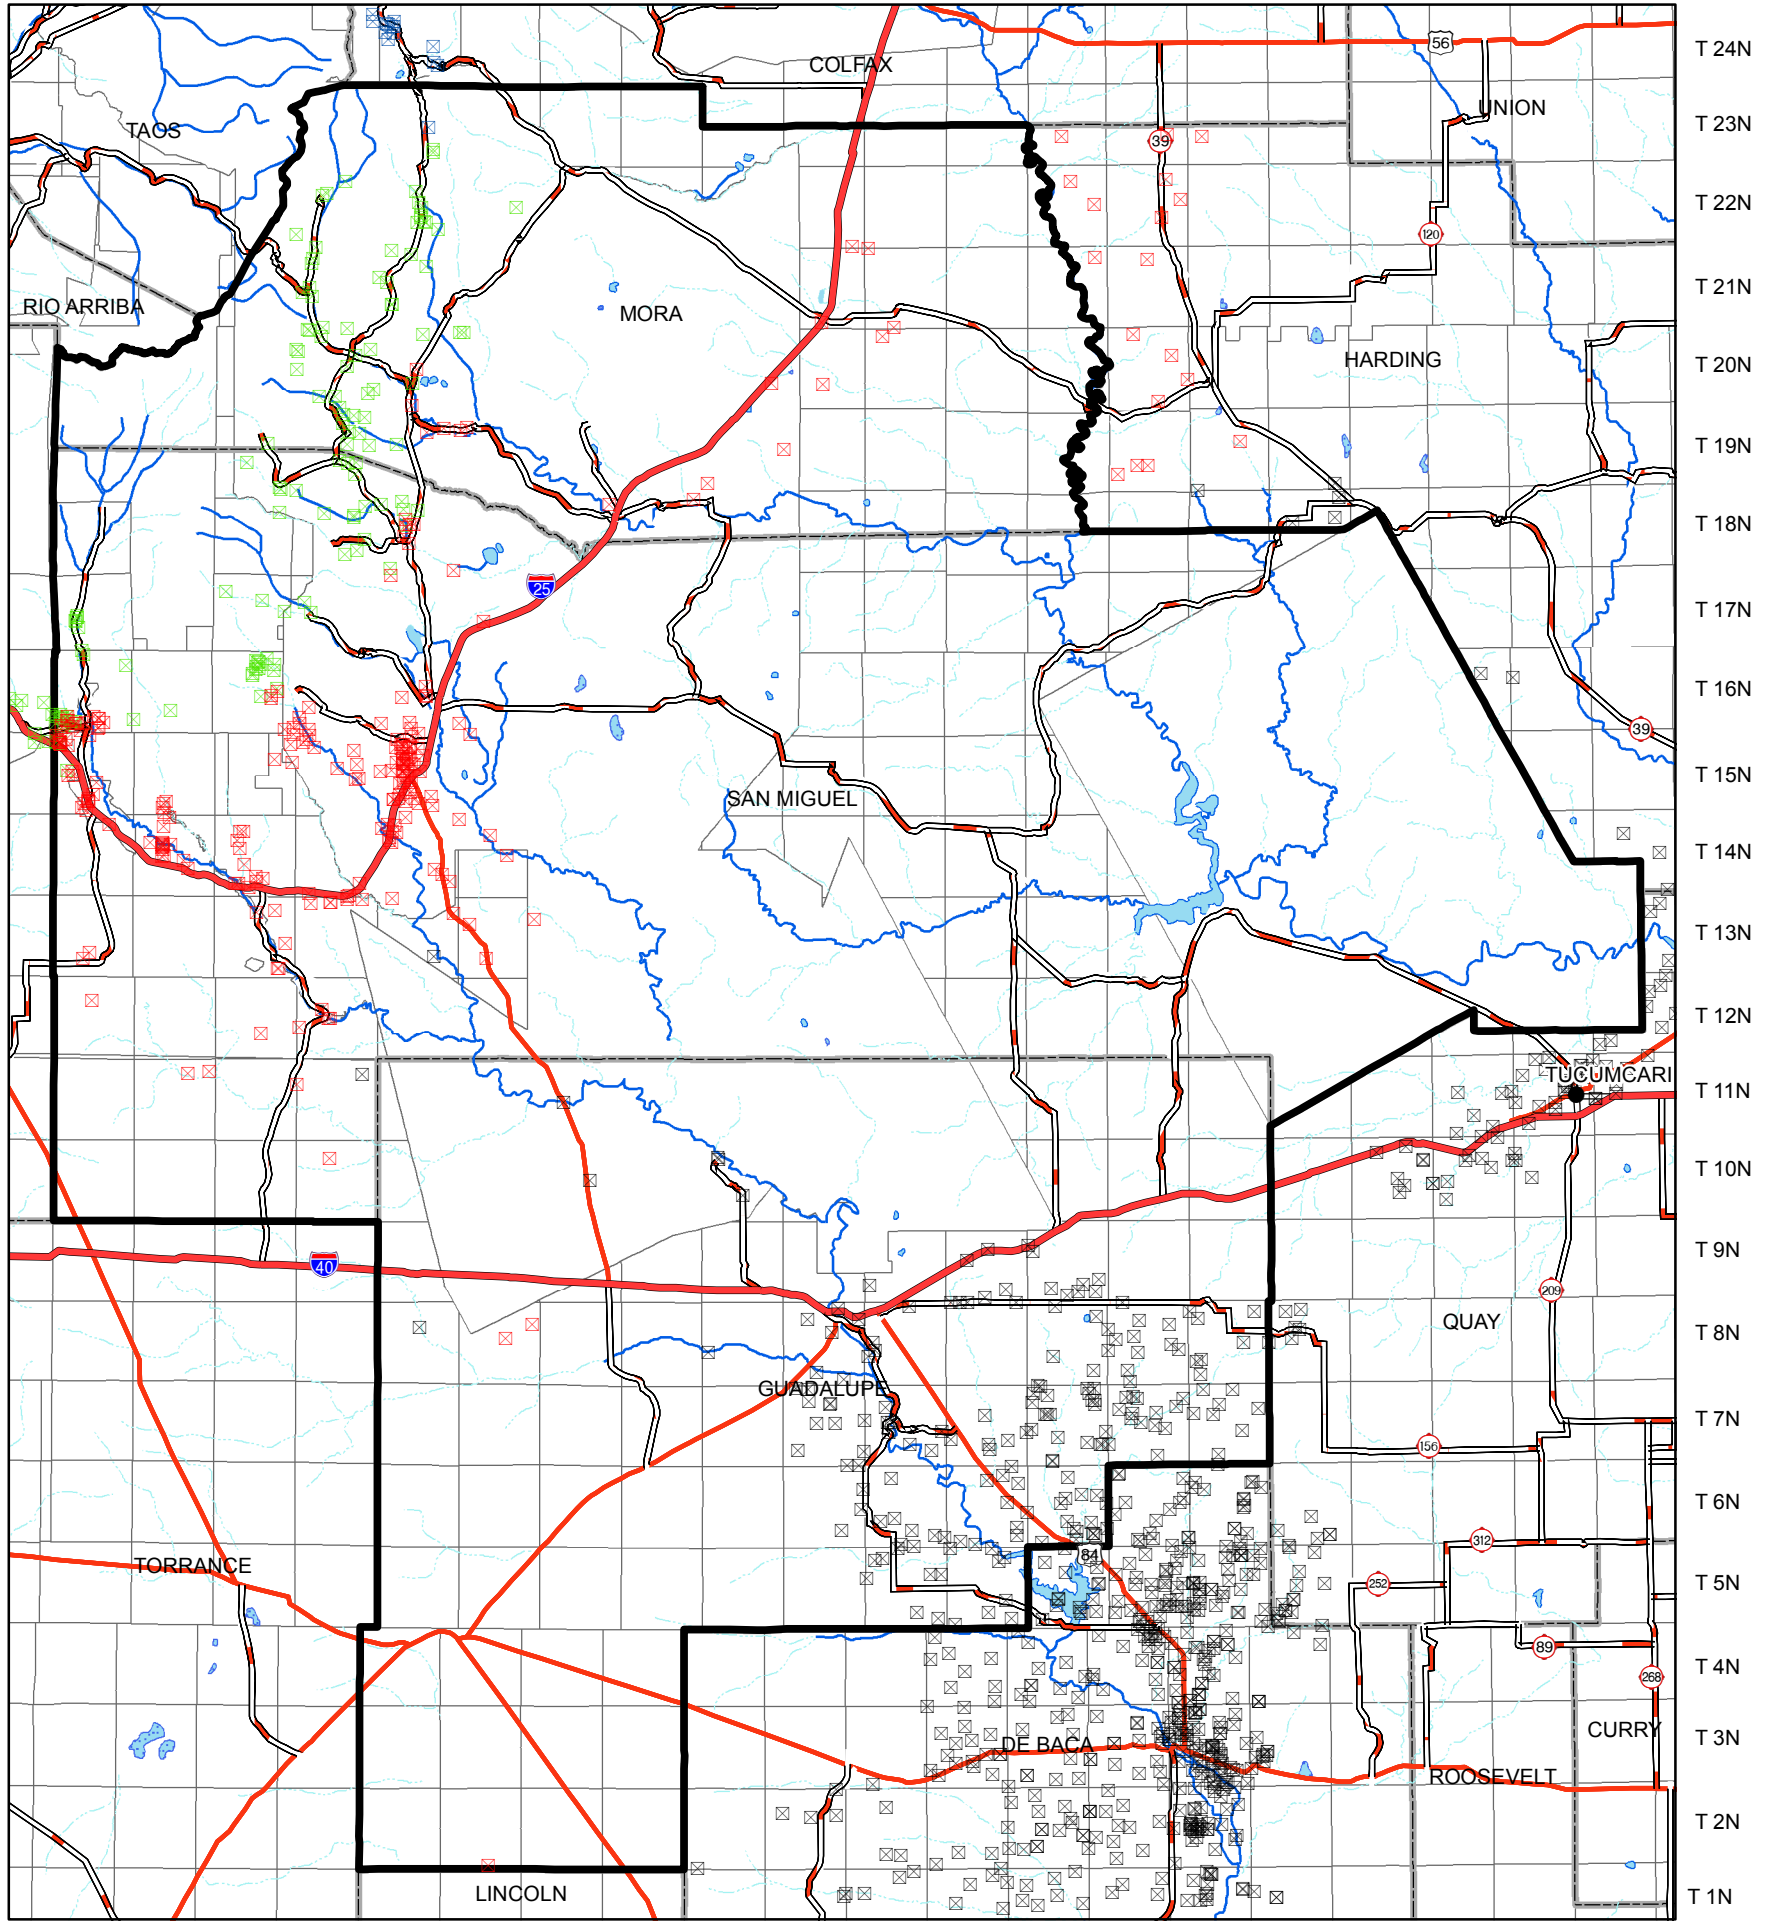 T 24N
56
COLFAX
UNION
T 23N
TAOS
39
T 22N
120
T 21N
RIO ARRIBA
MORA
HARDING
T 20N
T 19N
T 18N
25
T 17N
T 16N
39
T 15N
SAN MIGUEL
T 14N
T 13N
T 12N
TUCUMCARI
T 11N
T 10N
T 9N
40
209
QUAY
T 8N
GUADALUPE
T 7N
156
T 6N
312
84
TORRANCE
252
T 5N
89
T 4N
268
CURRY
T 3N
DE BACA
ROOSEVELT
T 2N
LINCOLN
T 1N